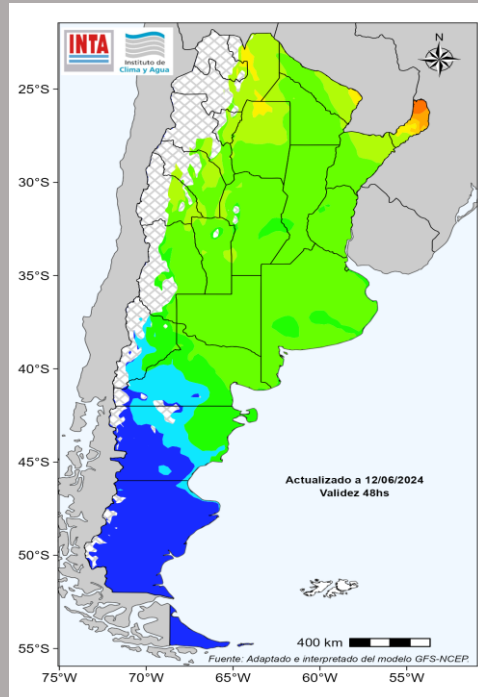 INTA
Instituto de
Clima y Agua
N
25°S
30°S
35°S
40°S
45°S
50°S
55°S
Actualizado a 12/06/2024
Validez 48hs
400 km
Fuente: Adaptado e interpretado del modelo GFS-NCEP.
75°W
70°W
65°W
60°W
55°W